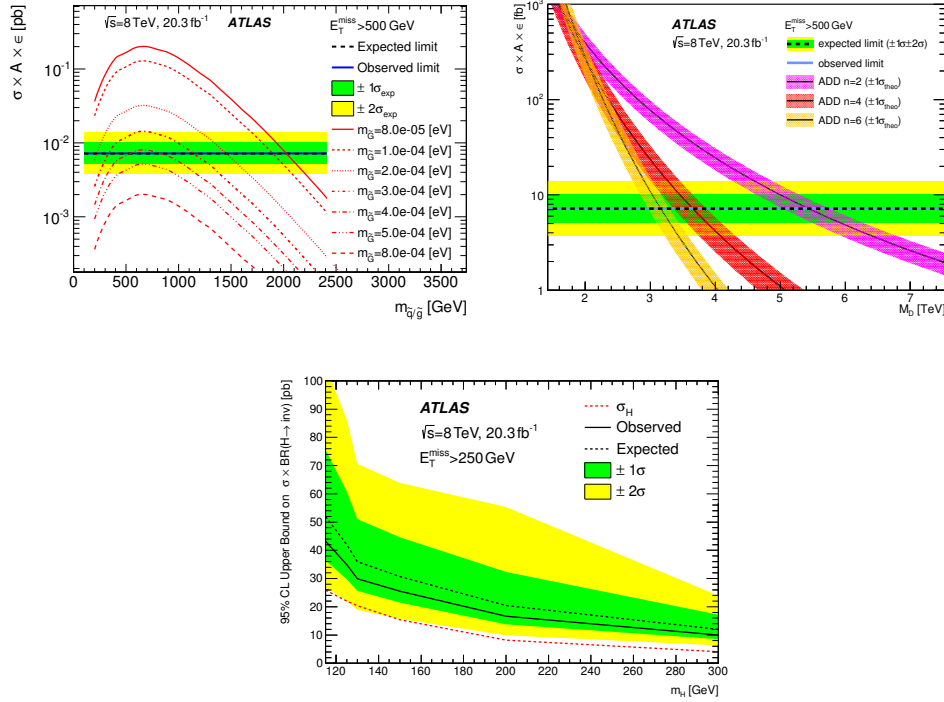 σ × A × ε [pb]
√s=8 TeV, 20.3 fb⁻¹
ATLAS
E_T^miss>500 GeV
Expected limit
Observed limit
± 1σ_exp
± 2σ_exp
m_G̃=8.0e-05 [eV]
m_G̃=1.0e-04 [eV]
m_G̃=2.0e-04 [eV]
m_G̃=3.0e-04 [eV]
m_G̃=4.0e-04 [eV]
m_G̃=5.0e-04 [eV]
m_G̃=8.0e-04 [eV]
10⁻¹
10⁻²
10⁻³
0 500 1000 1500 2000 2500 3000 3500
m_q̃/g̃ [GeV]
σ × A × ε [fb]
ATLAS
√s=8 TeV, 20.3 fb⁻¹
E_T^miss>500 GeV
expected limit (±1σ±2σ)
observed limit
ADD n=2 (±1σ_theo)
ADD n=4 (±1σ_theo)
ADD n=6 (±1σ_theo)
10³
10²
10
1
2 3 4 5 6 7
M_D [TeV]
95% CL Upper Bound on σ × BR(H→ inv) [pb]
ATLAS
√s=8 TeV, 20.3 fb⁻¹
E_T^miss>250 GeV
σ_H
Observed
Expected
± 1σ
± 2σ
100
90
80
70
60
50
40
30
20
10
0
120 140 160 180 200 220 240 260 280 300
m_H [GeV]